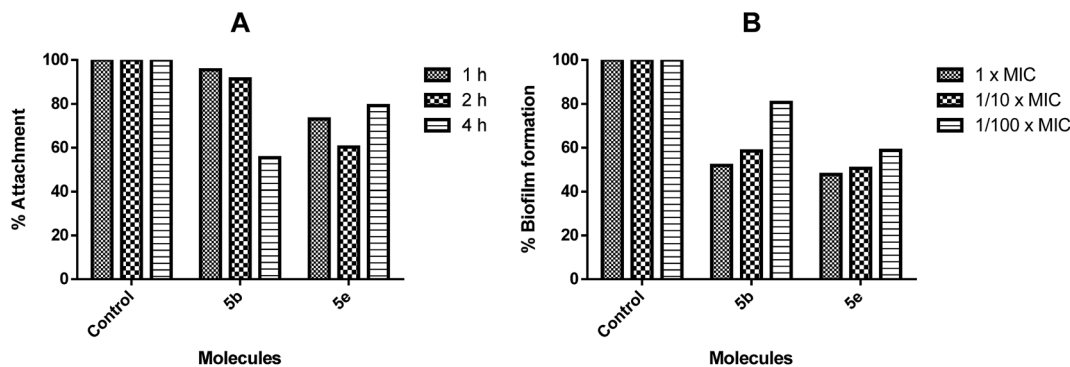 A
% Attachment
100
80
60
40
20
0
Control
5b
5e
Molecules
1 h
2 h
4 h
B
% Biofilm formation
100
80
60
40
20
0
Control
5b
5e
Molecules
1 x MIC
1/10 x MIC
1/100 x MIC